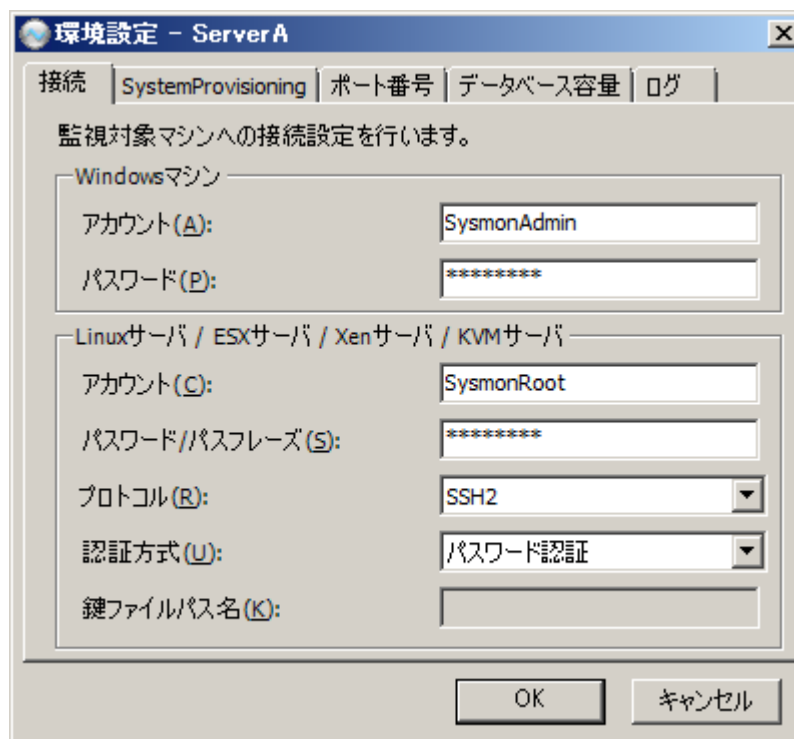 環境設定 - ServerA
接続 SystemProvisioning ポート番号 データベース容量 ログ
監視対象マシンへの接続設定を行います。
Windowsマシン
アカウント(A): SysmonAdmin
パスワード(P): ********
Linuxサーバ / ESXサーバ / Xenサーバ / KVMサーバ
アカウント(C): SysmonRoot
パスワード/パスフレーズ(S): ********
プロトコル(R): SSH2
認証方式(U): パスワード認証
鍵ファイルパス名(K):
OK キャンセル